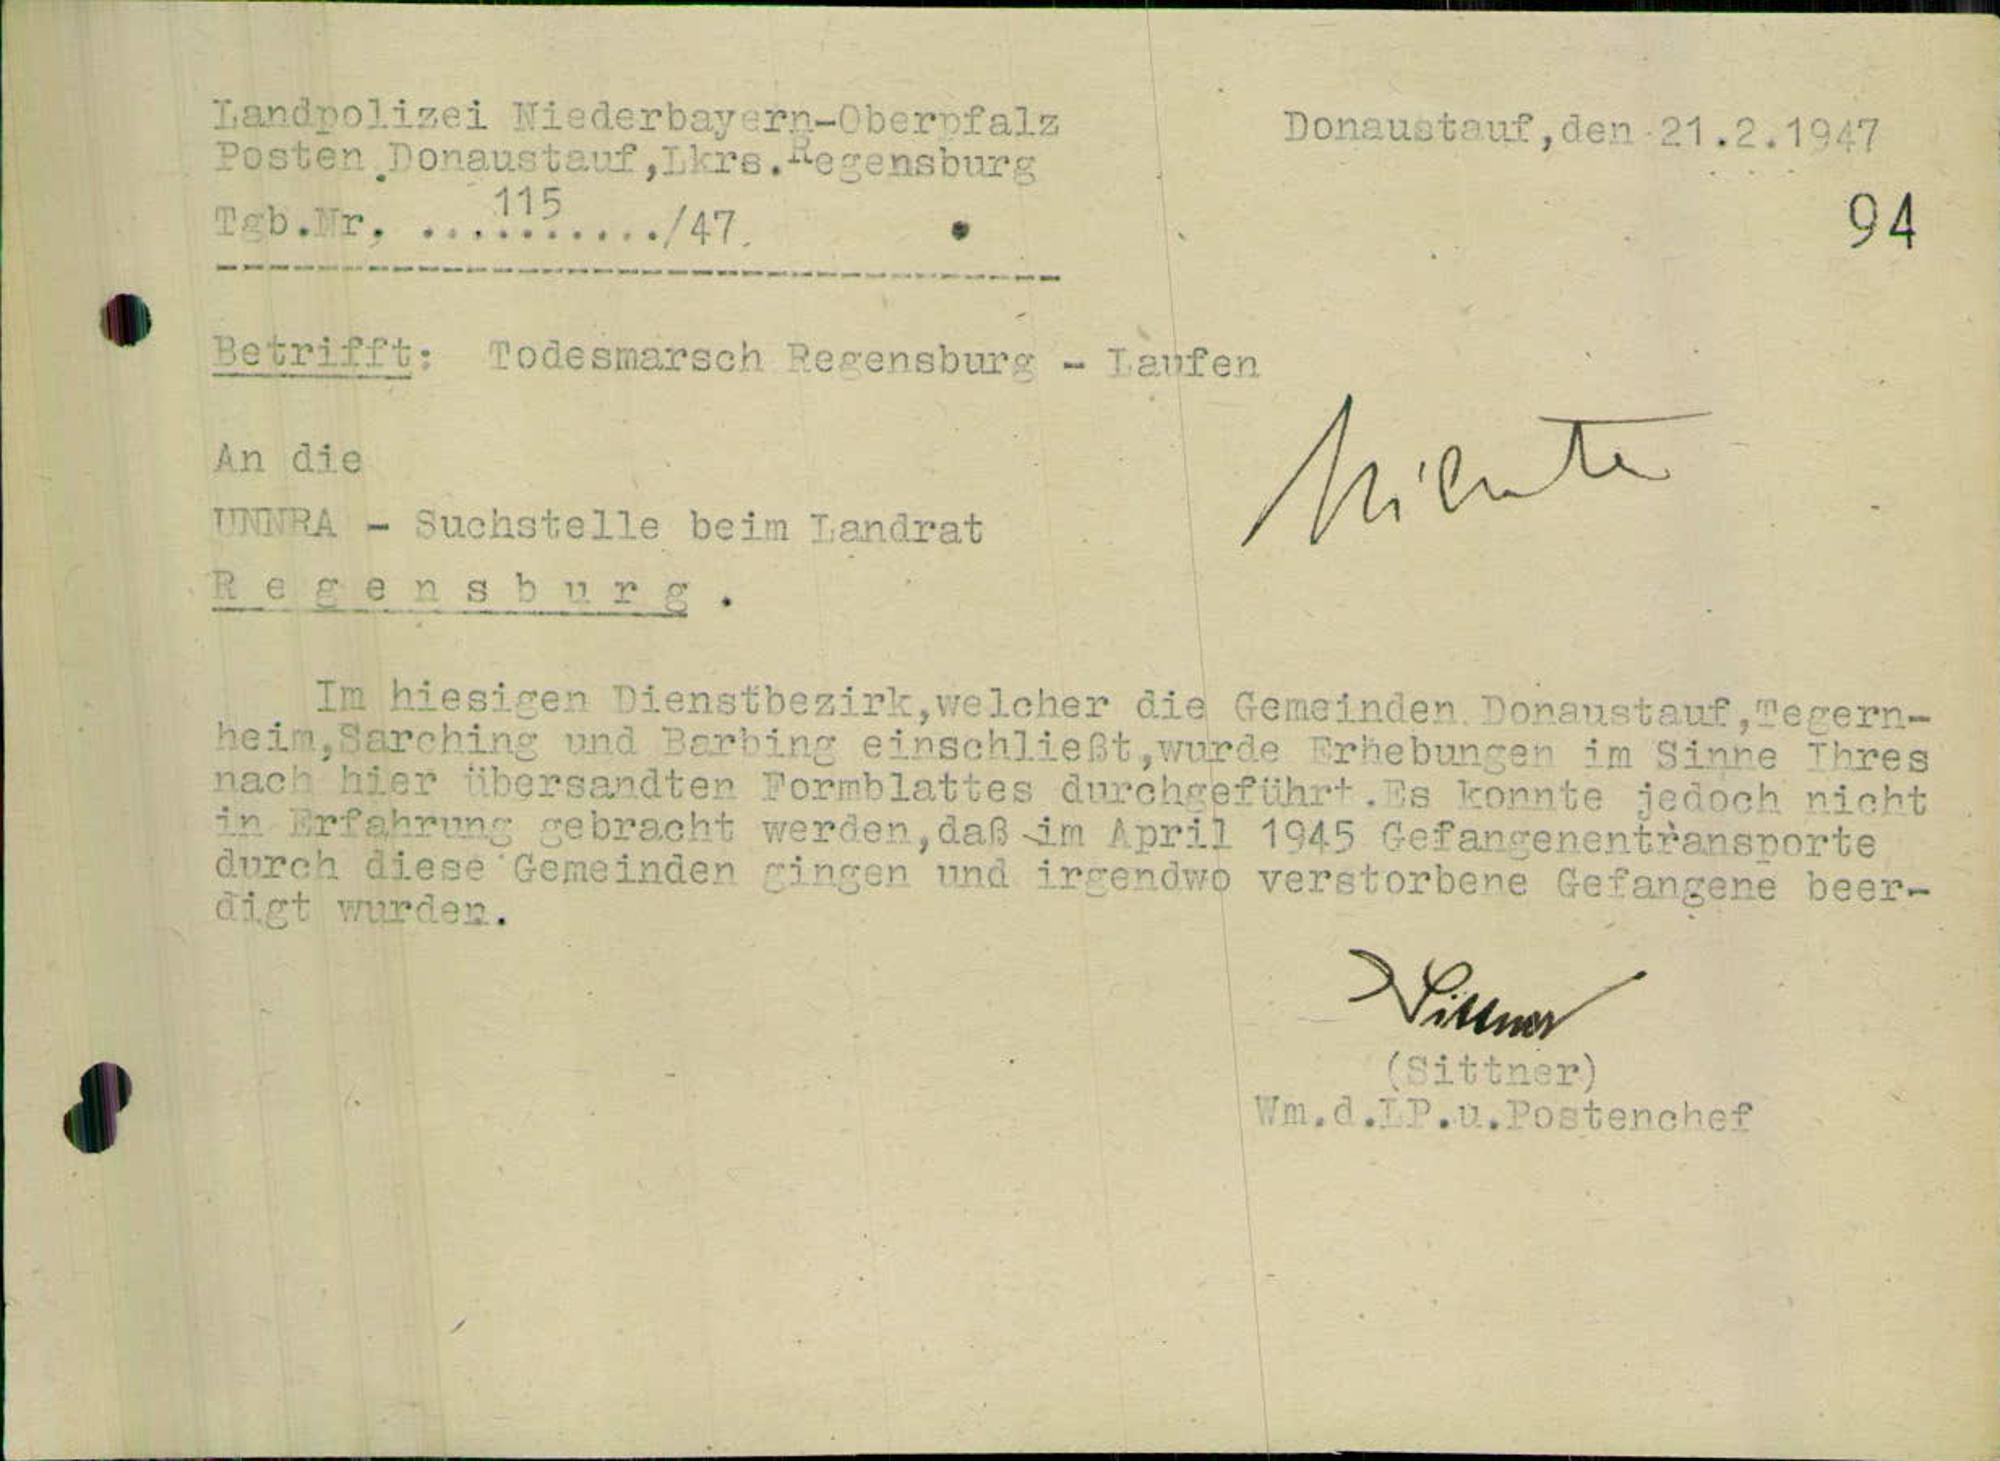 Landpolizei Niederbayern-Oberpfalz
Donaustauf,den 21.2.1947
Posten Donaustauf,Lkrs.Regensburg
115
Tgb.Nr. ........../47.
94
Betrifft: Todesmarsch Regensburg - Laufen
An die
UNNRA - Suchstelle beim Landrat
Regensburg.
Im hiesigen Dienstbezirk,welcher die Gemeinden Donaustauf,Tegern-
heim,Sarching und Barbing einschließt,wurde Erhebungen im Sinne Ihres
nach hier übersandten Formblattes durchgeführt.Es konnte jedoch nicht
in Erfahrung gebracht werden,daß im April 1945 Gefangenentransporte
durch diese Gemeinden gingen und irgendwo verstorbene Gefangene beer-
digt wurden.
Sittner
(Sittner)
Wm.d.LP.u.Postenchef